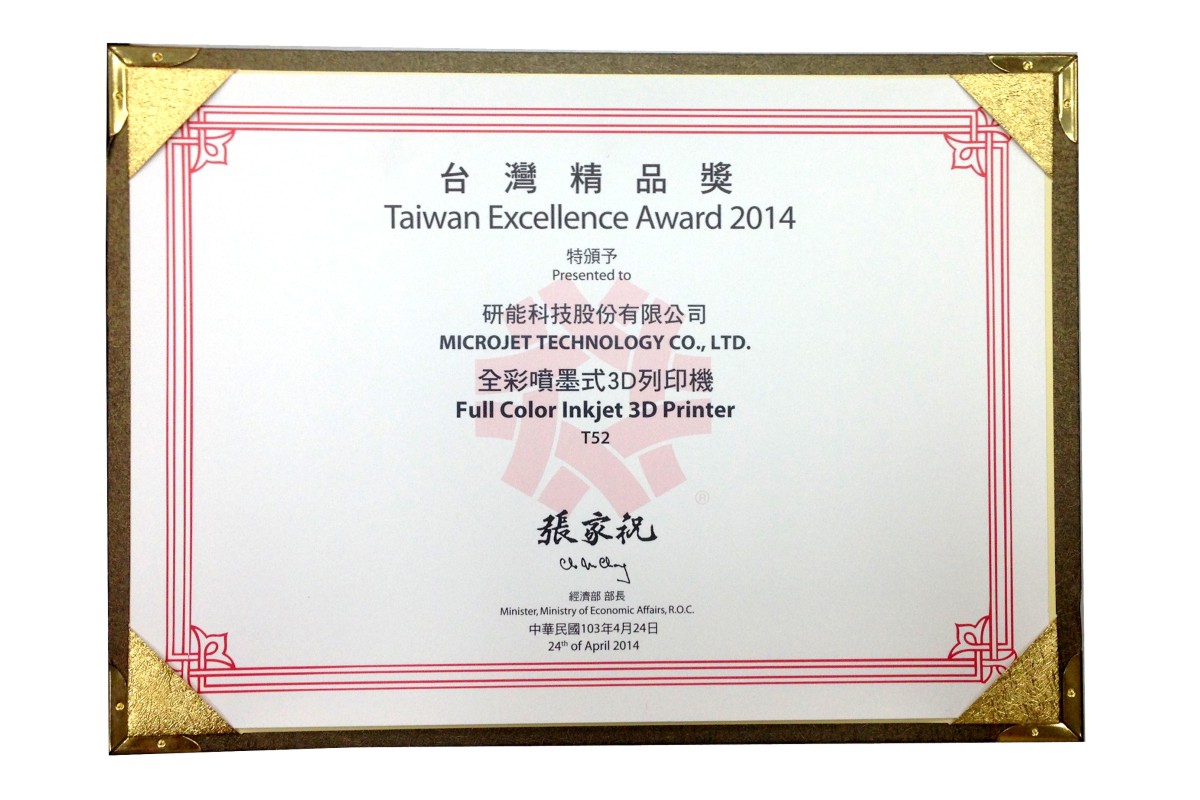 台灣精品獎
Taiwan Excellence Award 2014
特頒予
Presented to
研能科技股份有限公司
MICROJET TECHNOLOGY CO., LTD.
全彩噴墨式3D列印機
Full Color Inkjet 3D Printer
T52
®
張家祝
經濟部 部長
Minister, Ministry of Economic Affairs, R.O.C.
中華民國103年4月24日
24th of April 2014